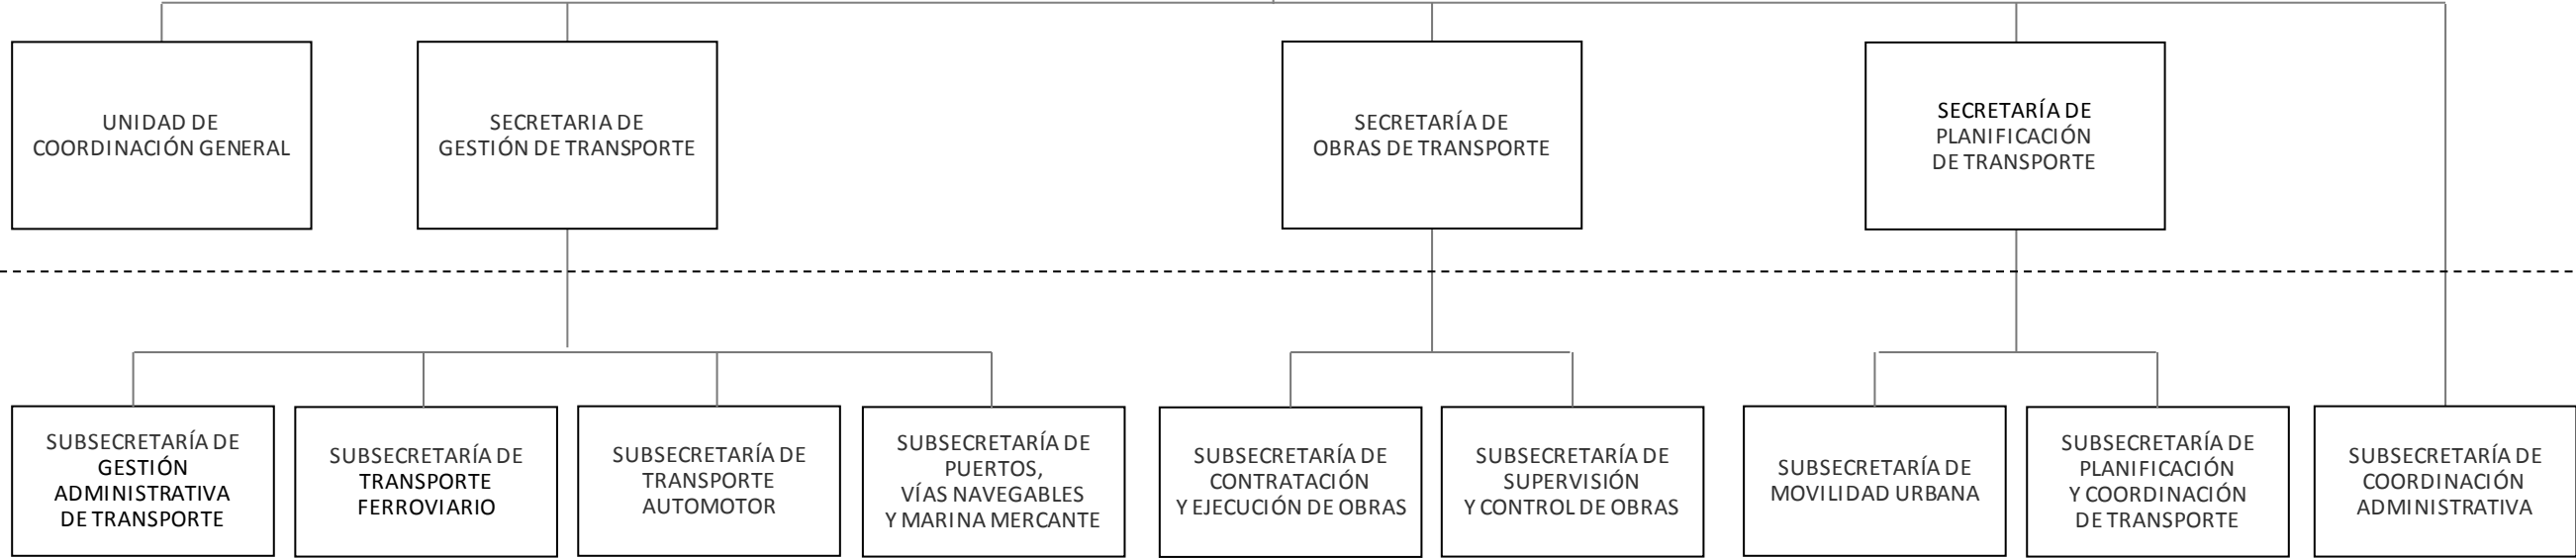 UNIDAD DE
COORDINACIÓN GENERAL
SECRETARIA DE
GESTIÓN DE TRANSPORTE
SECRETARÍA DE
OBRAS DE TRANSPORTE
SECRETARÍA DE
PLANIFICACIÓN
DE TRANSPORTE
SUBSECRETARÍA DE
GESTIÓN
ADMINISTRATIVA
DE TRANSPORTE
SUBSECRETARÍA DE
TRANSPORTE
FERROVIARIO
SUBSECRETARÍA DE
TRANSPORTE
AUTOMOTOR
SUBSECRETARÍA DE
PUERTOS,
VÍAS NAVEGABLES
Y MARINA MERCANTE
SUBSECRETARÍA DE
CONTRATACIÓN
Y EJECUCIÓN DE OBRAS
SUBSECRETARÍA DE
SUPERVISIÓN
Y CONTROL DE OBRAS
SUBSECRETARÍA DE
MOVILIDAD URBANA
SUBSECRETARÍA DE
PLANIFICACIÓN
Y COORDINACIÓN
DE TRANSPORTE
SUBSECRETARÍA DE
COORDINACIÓN
ADMINISTRATIVA